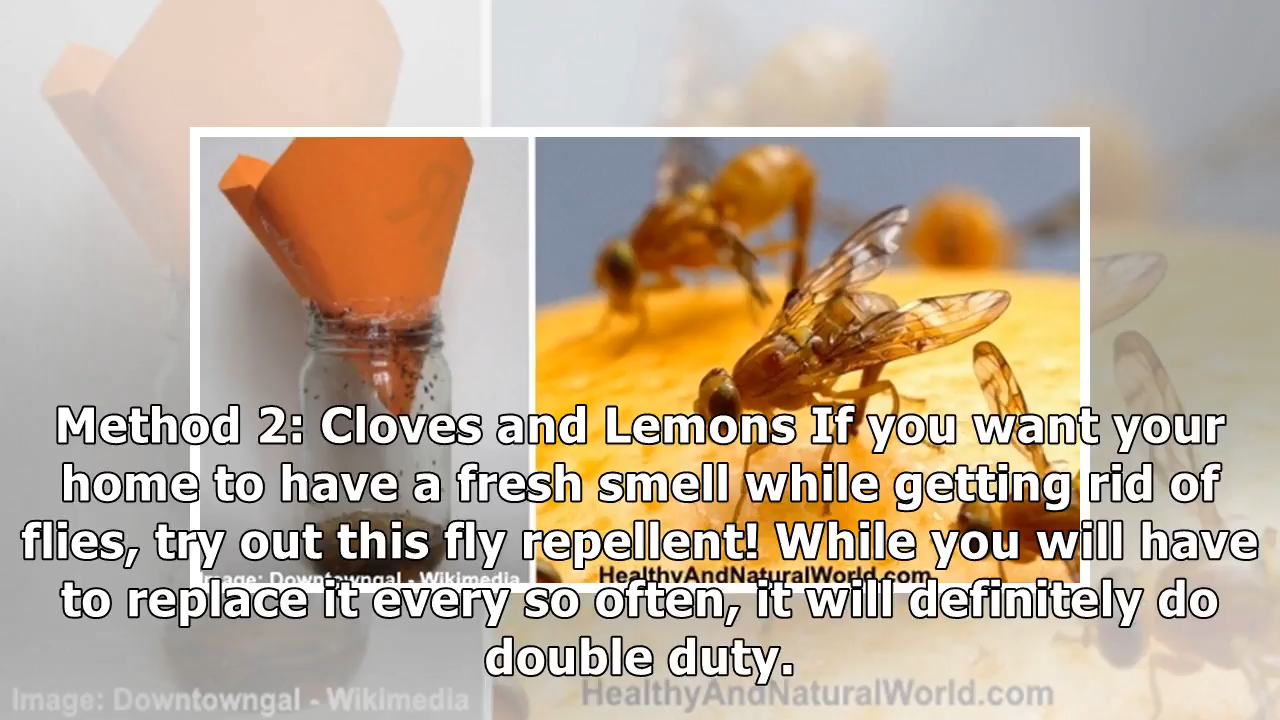 Method 2: Cloves and Lemons If you want your
home to have a fresh smell while getting rid of
flies, try out this fly repellent! While you will have
to replace it every so often, it will definitely do
double duty.
Image: Downtowngal - Wikimedia
HealthyAndNaturalWorld.com
Image: Downtowngal - Wikimedia
HealthyAndNaturalWorld.com